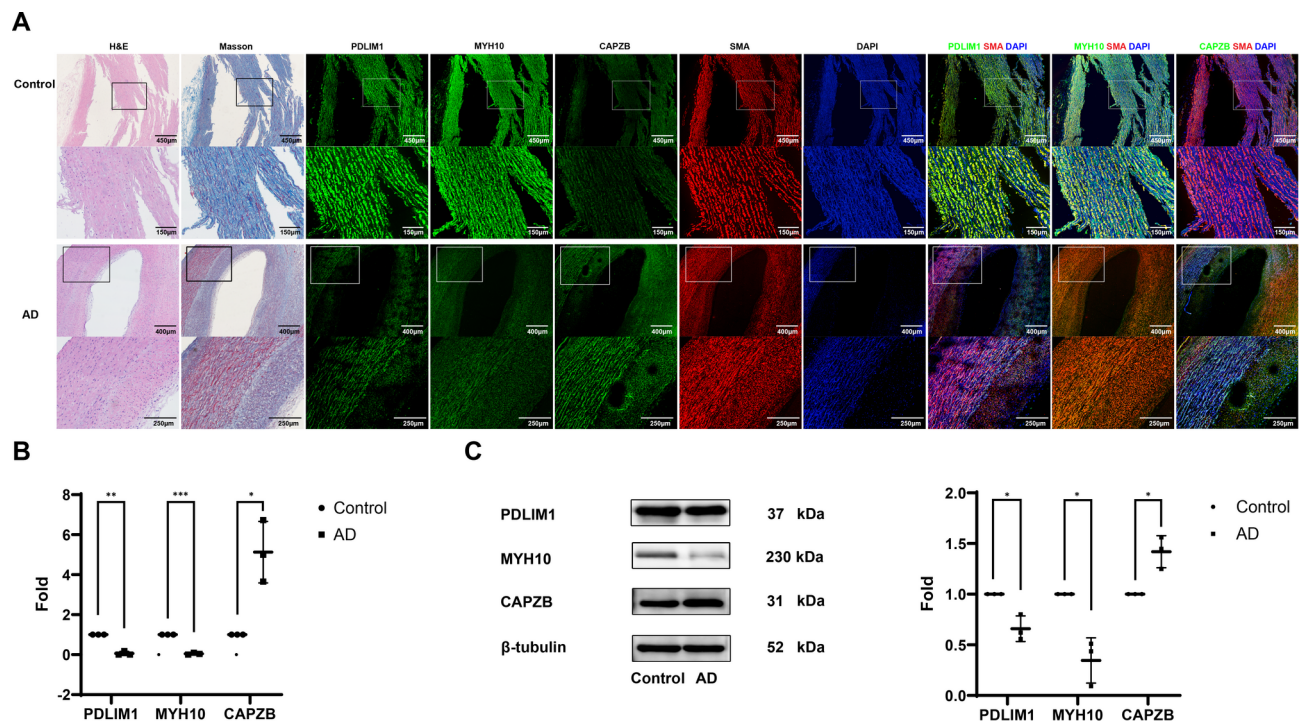 A
H&E Masson PDLIM1 MYH10 CAPZB SMA DAPI PDLIM1 SMA DAPI MYH10 SMA DAPI CAPZB SMA DAPI
Control
450μm 450μm 450μm 450μm 450μm 450μm 450μm 450μm 450μm 450μm
150μm 150μm 150μm 150μm 150μm 150μm 150μm 150μm 150μm 150μm
AD
400μm 400μm 400μm 400μm 400μm 400μm 400μm 400μm 400μm 400μm
250μm 250μm 250μm 250μm 250μm 250μm 250μm 250μm 250μm 250μm
B
Fold
8
6
4
2
0
-2
** *** *
Control
AD
PDLIM1 MYH10 CAPZB
C
PDLIM1 37 kDa
MYH10 230 kDa
CAPZB 31 kDa
β-tubulin 52 kDa
Control AD
Fold
2.0
1.5
1.0
0.5
0.0
* * *
Control
AD
PDLIM1 MYH10 CAPZB